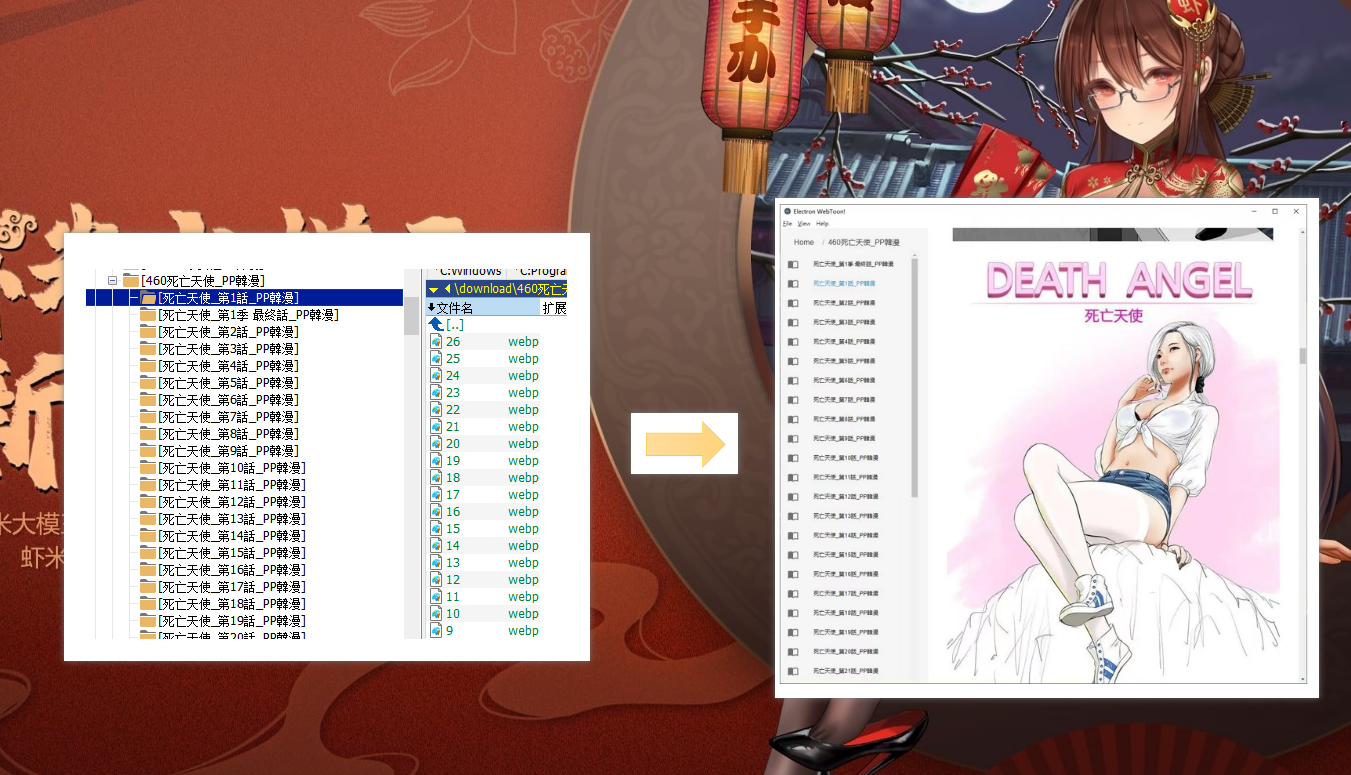 手
办
虾
新
米大模
虾米
[460死亡天使_PP韓漫]
[死亡天使_第1話_PP韓漫]
[死亡天使_第1季 最終話_PP韓漫]
[死亡天使_第2話_PP韓漫]
[死亡天使_第3話_PP韓漫]
[死亡天使_第4話_PP韓漫]
[死亡天使_第5話_PP韓漫]
[死亡天使_第6話_PP韓漫]
[死亡天使_第7話_PP韓漫]
[死亡天使_第8話_PP韓漫]
[死亡天使_第9話_PP韓漫]
[死亡天使_第10話_PP韓漫]
[死亡天使_第11話_PP韓漫]
[死亡天使_第12話_PP韓漫]
[死亡天使_第13話_PP韓漫]
[死亡天使_第14話_PP韓漫]
[死亡天使_第15話_PP韓漫]
[死亡天使_第16話_PP韓漫]
[死亡天使_第17話_PP韓漫]
[死亡天使_第18話_PP韓漫]
[死亡天使_第19話_PP韓漫]
[死亡天使_第20話_PP韓漫]
*C:\Windows *C:\Progra
\download\460死亡天
文件名 扩展
[..]
26 webp
25 webp
24 webp
23 webp
22 webp
21 webp
20 webp
19 webp
18 webp
17 webp
16 webp
15 webp
14 webp
13 webp
12 webp
11 webp
10 webp
9 webp
Electron WebToon!
File View Help
Home / 460死亡天使_PP韓漫
死亡天使_第1季 最終話_PP韓漫
死亡天使_第1話_PP韓漫
死亡天使_第2話_PP韓漫
死亡天使_第3話_PP韓漫
死亡天使_第4話_PP韓漫
死亡天使_第5話_PP韓漫
死亡天使_第6話_PP韓漫
死亡天使_第7話_PP韓漫
死亡天使_第8話_PP韓漫
死亡天使_第9話_PP韓漫
死亡天使_第10話_PP韓漫
死亡天使_第11話_PP韓漫
死亡天使_第12話_PP韓漫
死亡天使_第13話_PP韓漫
死亡天使_第14話_PP韓漫
死亡天使_第15話_PP韓漫
死亡天使_第16話_PP韓漫
死亡天使_第17話_PP韓漫
死亡天使_第18話_PP韓漫
死亡天使_第19話_PP韓漫
死亡天使_第20話_PP韓漫
死亡天使_第21話_PP韓漫
DEATH ANGEL
死亡天使